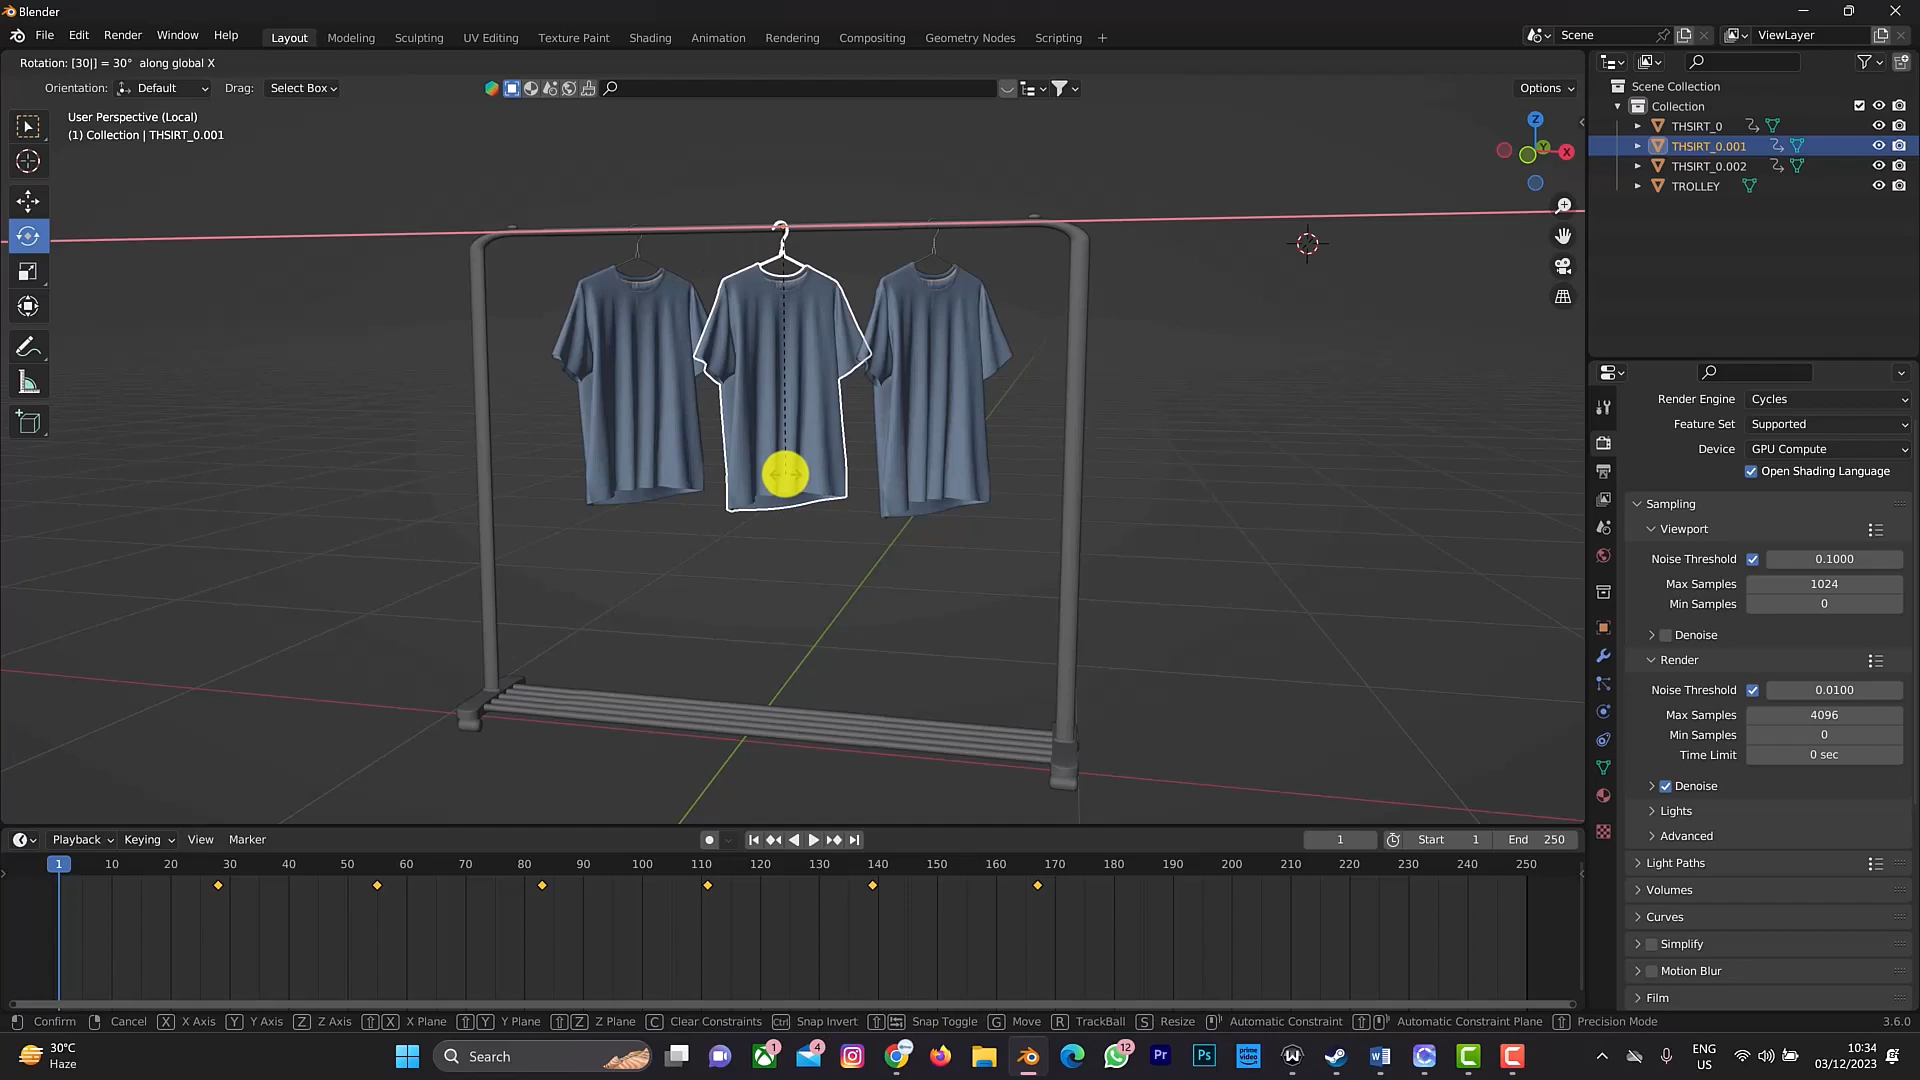 Blender
File Edit Render Window Help Layout Modeling Sculpting UV Editing Texture Paint Shading Animation Rendering Compositing Geometry Nodes Scripting + Scene ViewLayer
Rotation: [30|] = 30° along global X
Orientation: Default Drag: Select Box Options
User Perspective (Local)
(1) Collection | THSIRT_0.001
Z
Y
X
Scene Collection
Collection
THSIRT_0
THSIRT_0.001
THSIRT_0.002
TROLLEY
Render Engine Cycles
Feature Set Supported
Device GPU Compute
Open Shading Language
Sampling
Viewport
Noise Threshold 0.1000
Max Samples 1024
Min Samples 0
Denoise
Render
Noise Threshold 0.0100
Max Samples 4096
Min Samples 0
Time Limit 0 sec
Denoise
Lights
Advanced
Light Paths
Volumes
Curves
Simplify
Motion Blur
Film
Playback Keying View Marker 1 Start 1 End 250
1 10 20 30 40 50 60 70 80 90 100 110 120 130 140 150 160 170 180 190 200 210 220 230 240 250
Confirm Cancel X X Axis Y Y Axis Z Z Axis X X Plane Y Y Plane Z Z Plane C Clear Constraints Ctrl Snap Invert Snap Toggle G Move R TrackBall S Resize Automatic Constraint Automatic Constraint Plane Precision Mode 3.6.0
30°C
Haze
Search
1
4
12
Pr
Ps
prime video
ENG
US
10:34
03/12/2023